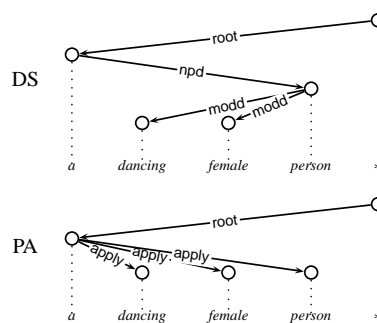 root
npd
DS
modd
modd
a dancing female person
root
PA
apply apply apply
a dancing female person